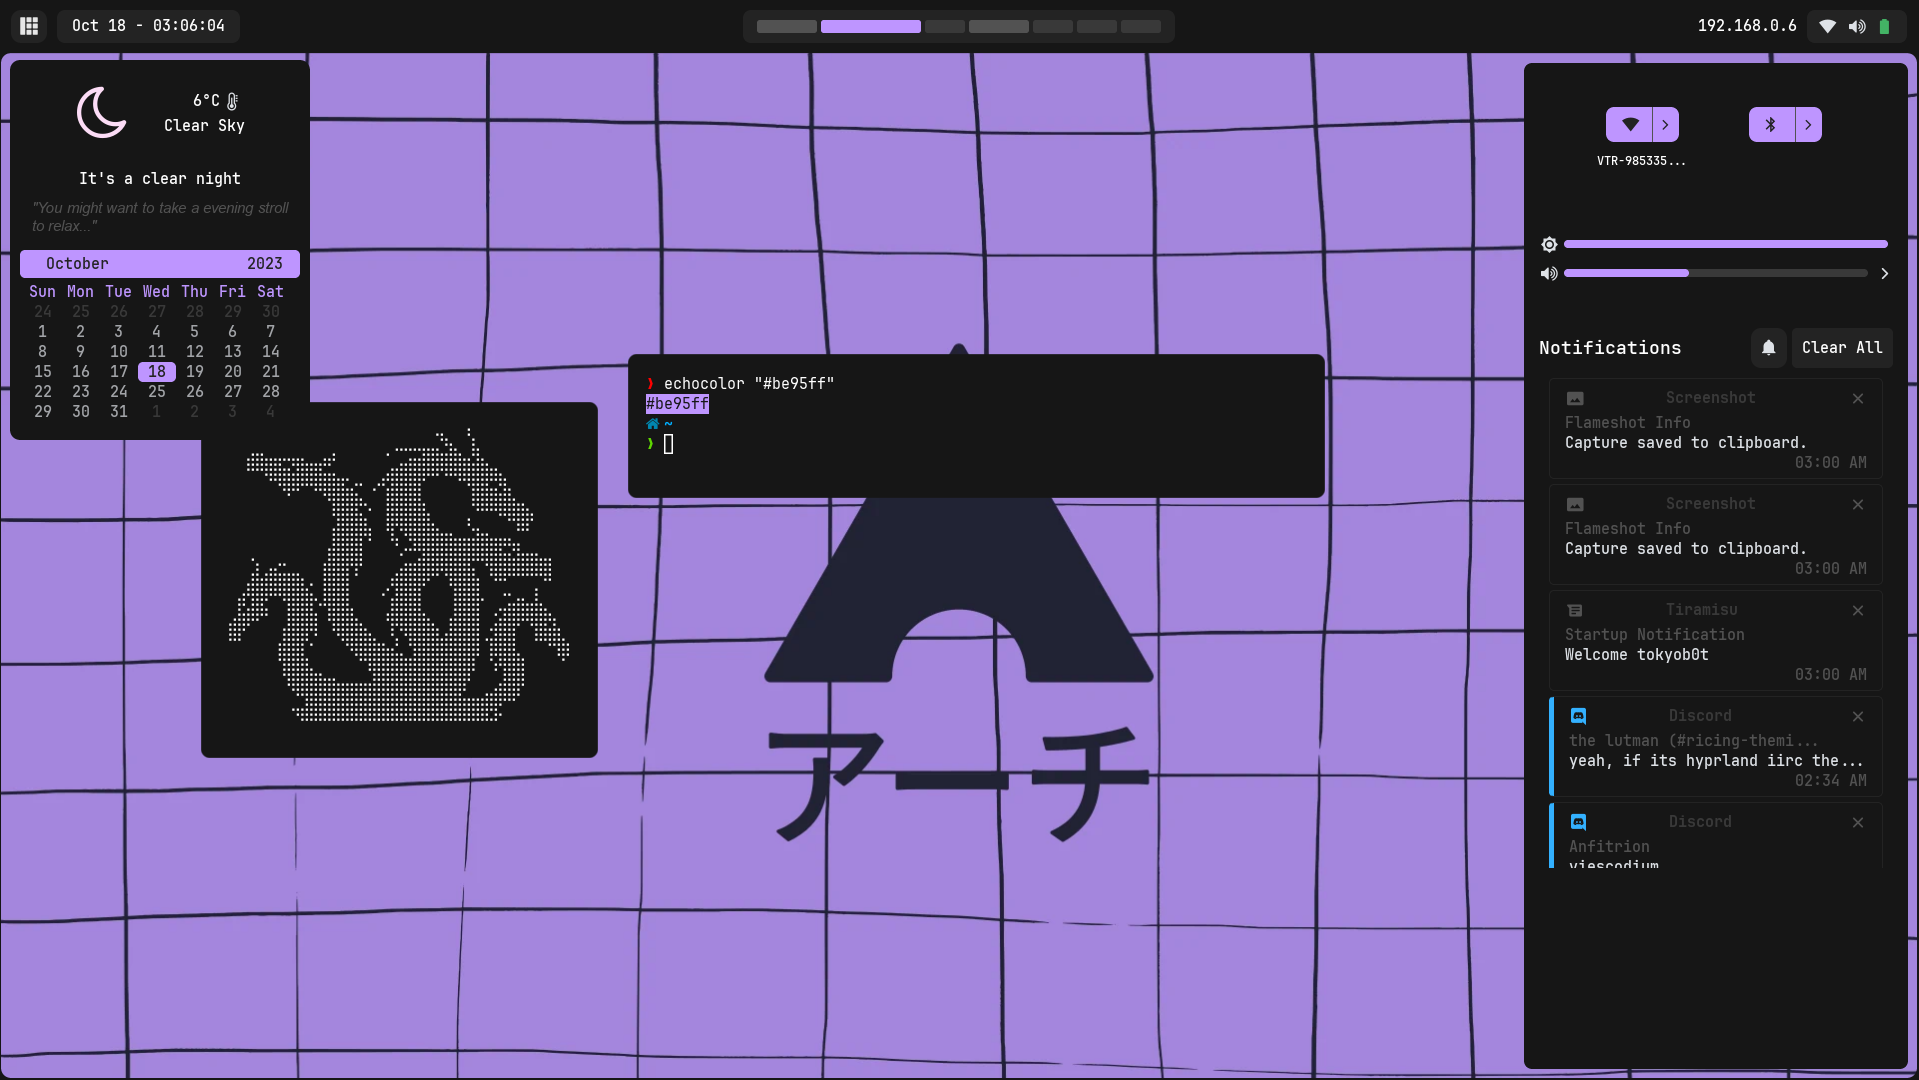 Oct 18 - 03:06:04
192.168.0.6
6°C
Clear Sky
It's a clear night
"You might want to take a evening stroll
to relax..."
October 2023
Sun Mon Tue Wed Thu Fri Sat
24 25 26 27 28 29 30
1 2 3 4 5 6 7
8 9 10 11 12 13 14
15 16 17 18 19 20 21
22 23 24 25 26 27 28
29 30 31 1 2 3 4
❱ echocolor "#be95ff"
#be95ff
~
❱
アーチ
VTR-985335...
Notifications
Clear All
Screenshot
Flameshot Info
Capture saved to clipboard.
03:00 AM
Screenshot
Flameshot Info
Capture saved to clipboard.
03:00 AM
Tiramisu
Startup Notification
Welcome tokyob0t
03:00 AM
Discord
the lutman (#ricing-themi...
yeah, if its hyprland iirc the...
02:34 AM
Discord
Anfitrion